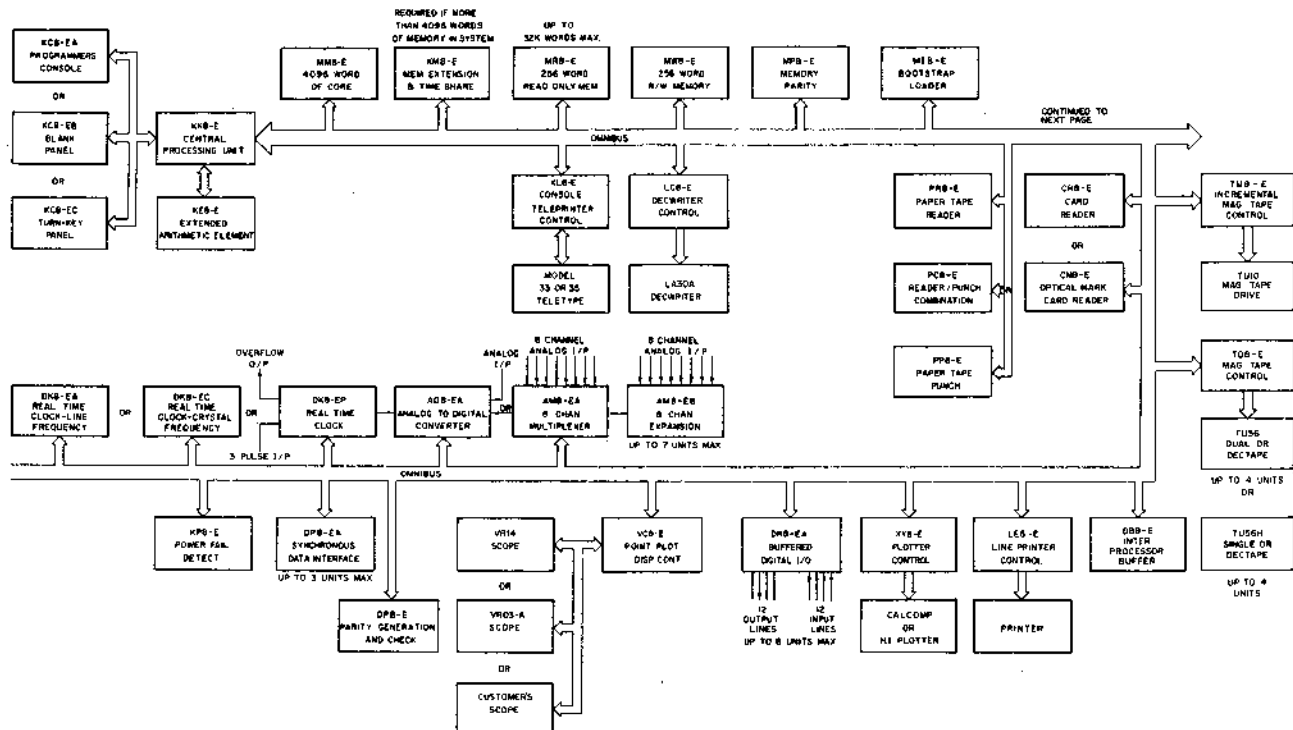 REQUIRED IF MORE
THAN 4096 WORDS
OF MEMORY IN SYSTEM
UP TO
32K WORDS MAX.
KC8-EA
PROGRAMMERS
CONSOLE
OR
KC8-EB
BLANK
PANEL
OR
KC8-EC
TURN-KEY
PANEL
KK8-E
CENTRAL
PROCESSING UNIT
KE8-E
EXTENDED
ARITHMETIC ELEMENT
MM8-E
4096 WORD
OF CORE
KM8-E
MEM EXTENSION
& TIME SHARE
MR8-E
256 WORD
READ ONLY MEM
MW8-E
256 WORD
R/W MEMORY
MP8-E
MEMORY
PARITY
MI8-E
BOOTSTRAP
LOADER
CONTINUED TO
NEXT PAGE
OMNIBUS
KL8-E
CONSOLE
TELEPRINTER
CONTROL
MODEL
33 OR 35
TELETYPE
LC8-E
DECWRITER
CONTROL
LA30A
DECWRITER
PR8-E
PAPER TAPE
READER
PC8-E
READER/PUNCH
COMBINATION
PP8-E
PAPER TAPE
PUNCH
CR8-E
CARD
READER
OR
CM8-E
OPTICAL MARK
CARD READER
TM8-E
INCREMENTAL
MAG TAPE
CONTROL
TU10
MAG TAPE
DRIVE
TD8-E
MAG TAPE
CONTROL
TU56
DUAL OR
DECTAPE
UP TO 4 UNITS
OR
TU56H
SINGLE OR
DECTAPE
UP TO 4
UNITS
DK8-EA
REAL TIME
CLOCK-LINE
FREQUENCY
OR
DK8-EC
REAL TIME
CLOCK-CRYSTAL
FREQUENCY
OR
OVERFLOW
O/P
DK8-EP
REAL TIME
CLOCK
3 PULSE I/P
AD8-EA
ANALOG TO DIGITAL
CONVERTER
ANALOG
I/P
OR
8 CHANNEL
ANALOG I/P
AM8-EA
8 CHAN
MULTIPLEXER
8 CHANNEL
ANALOG I/P
AM8-EB
8 CHAN
EXPANSION
UP TO 7 UNITS MAX
OMNIBUS
KP8-E
POWER FAIL
DETECT
DP8-EA
SYNCHRONOUS
DATA INTERFACE
UP TO 3 UNITS MAX
DP8-E
PARITY GENERATION
AND CHECK
VR14
SCOPE
OR
VR03-A
SCOPE
OR
CUSTOMER'S
SCOPE
VC8-E
POINT PLOT
DISP CONT
DR8-EA
BUFFERED
DIGITAL I/O
12
OUTPUT
LINES
12
INPUT
LINES
UP TO 8 UNITS MAX
XY8-E
PLOTTER
CONTROL
CALCOMP
OR
H.I PLOTTER
LE8-E
LINE PRINTER
CONTROL
PRINTER
DB8-E
INTER
PROCESSOR
BUFFER